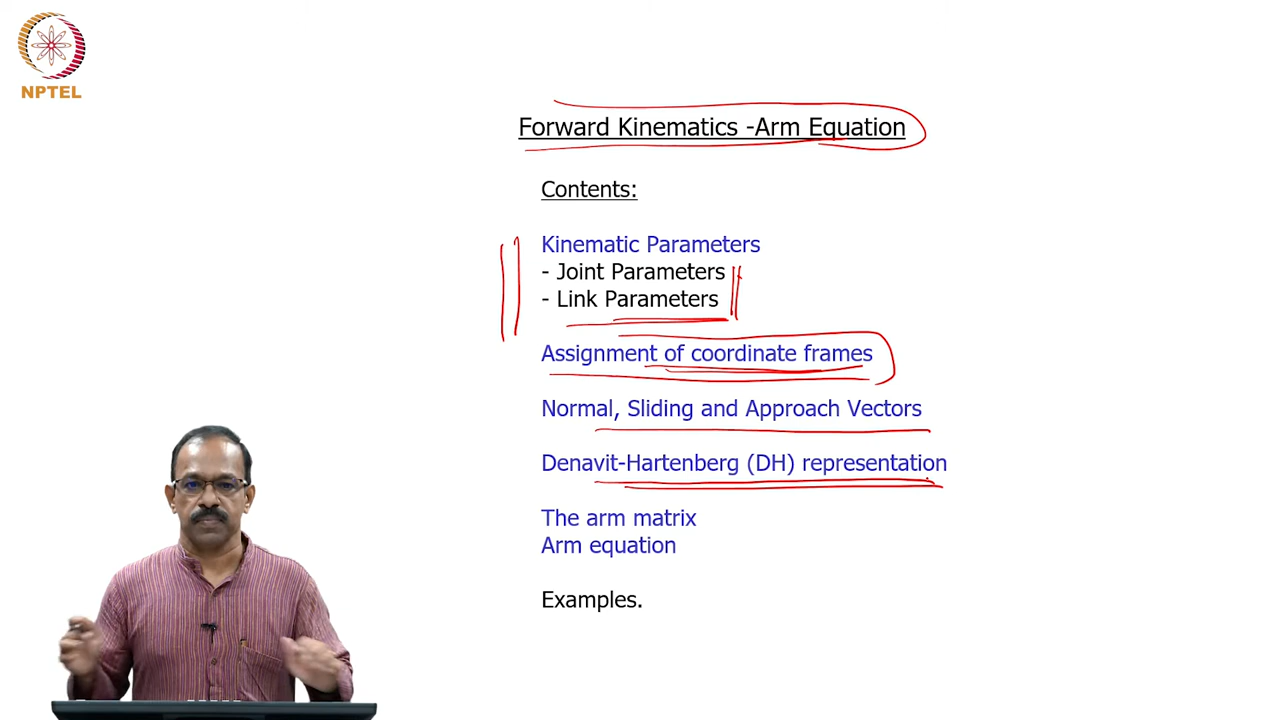 NPTEL
Forward Kinematics -Arm Equation
Contents:
Kinematic Parameters
- Joint Parameters
- Link Parameters
Assignment of coordinate frames
Normal, Sliding and Approach Vectors
Denavit-Hartenberg (DH) representation
The arm matrix
Arm equation
Examples.
NPTEL